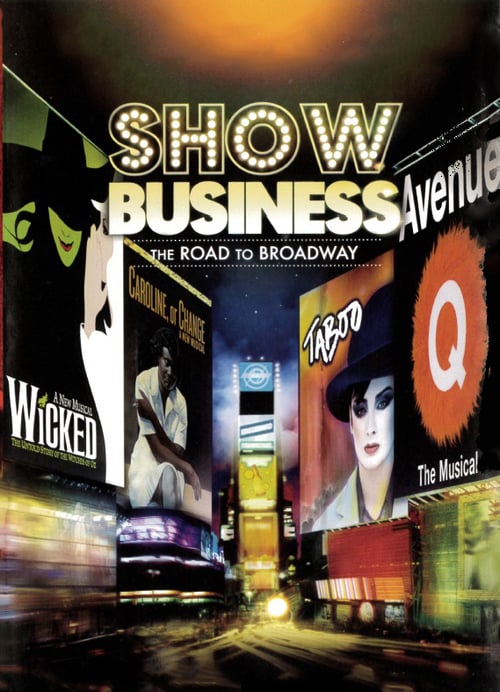 SHOW
BUSINESS
THE ROAD TO BROADWAY
Avenue
Q
The Musical
CAROLINE, or CHANGE
A NEW MUSICAL
TABOO
A NEW MUSICAL
WICKED
THE UNTOLD STORY OF THE WITCHES OF OZ